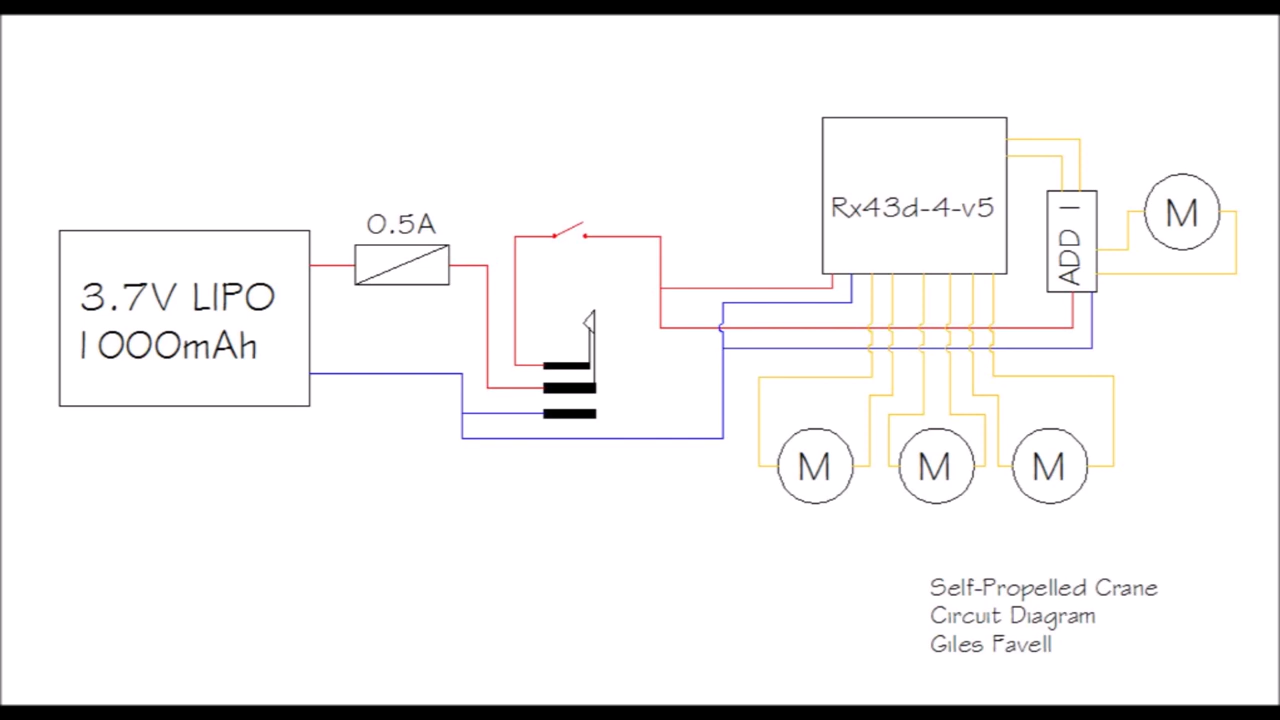 0.5A
3.7V LIPO
1000mAh
Rx43d-4-v5
ADD 1
M
M
M
M
Self-Propelled Crane
Circuit Diagram
Giles Favell